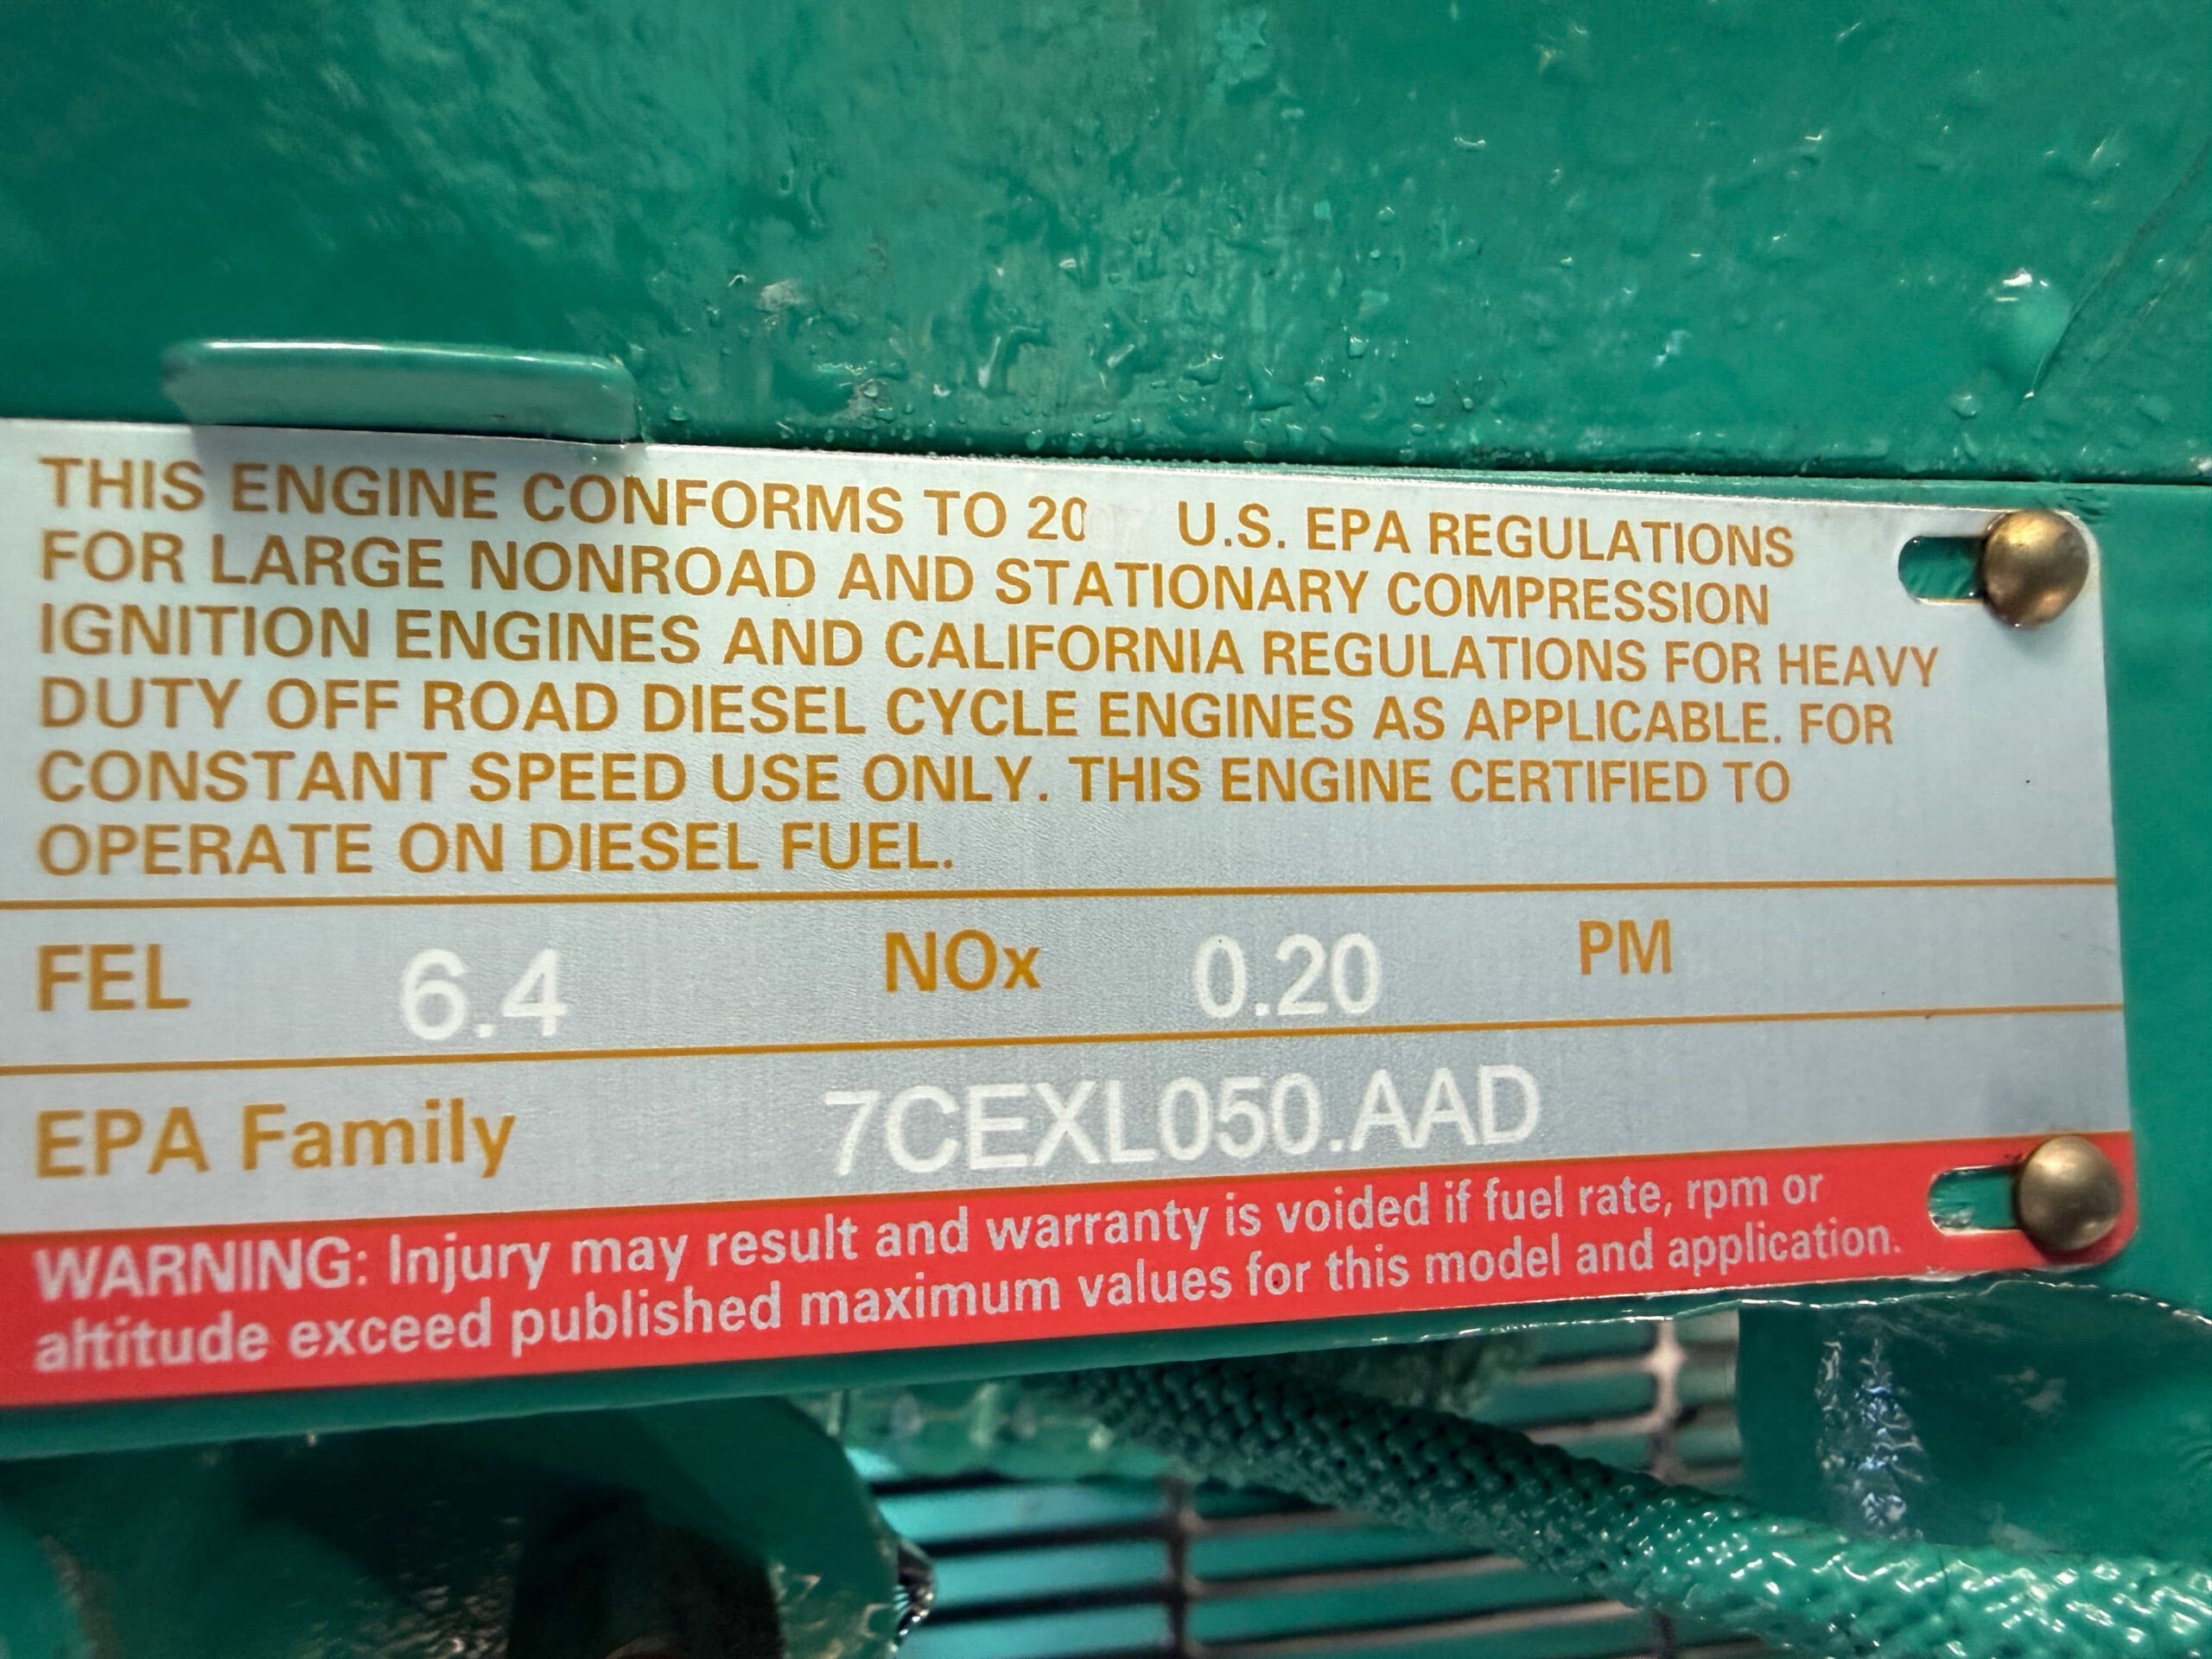 THIS ENGINE CONFORMS TO 20 U.S. EPA REGULATIONS
FOR LARGE NONROAD AND STATIONARY COMPRESSION
IGNITION ENGINES AND CALIFORNIA REGULATIONS FOR HEAVY
DUTY OFF ROAD DIESEL CYCLE ENGINES AS APPLICABLE. FOR
CONSTANT SPEED USE ONLY. THIS ENGINE CERTIFIED TO
OPERATE ON DIESEL FUEL.
FEL 6.4 NOx 0.20 PM
EPA Family 7CEXL050.AAD
WARNING: Injury may result and warranty is voided if fuel rate, rpm or
altitude exceed published maximum values for this model and application.